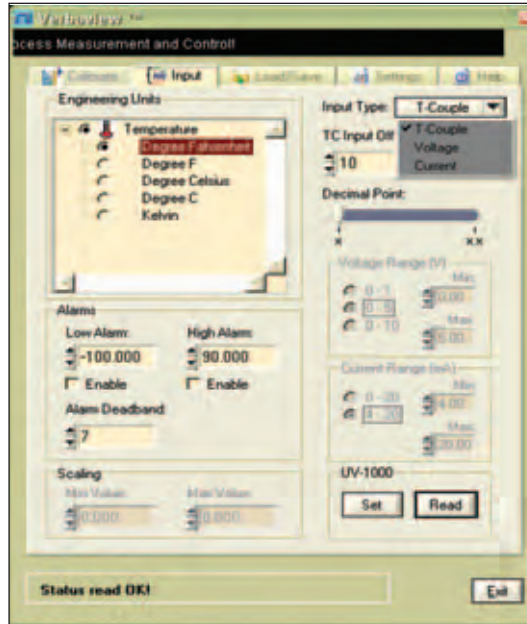 Verbaview ™
ocess Measurement and Control!
Calibrate
Input
Load/Save
Settings
Help
Engineering Units
Temperature
Degree Fahrenheit
Degree F
Degree Celsius
Degree C
Kelvin
Input Type:
T-Couple
T-Couple
Voltage
Current
TC Input Off
10
Decimal Point:
x
x.x
Voltage Range (V)
0 - 1
0 - 5
0 - 10
Min
0.00
Max
Current Range (mA)
0 - 20
4 - 20
Min
4.00
Max
20.00
Alarms
Low Alarm:
High Alarm:
-100.000
90.000
Enable
Enable
Alarm Deadband
7
Scaling
Min Value:
Max Value:
0.000
0.000
UV-1000
Set
Read
Status read OK!
Exit